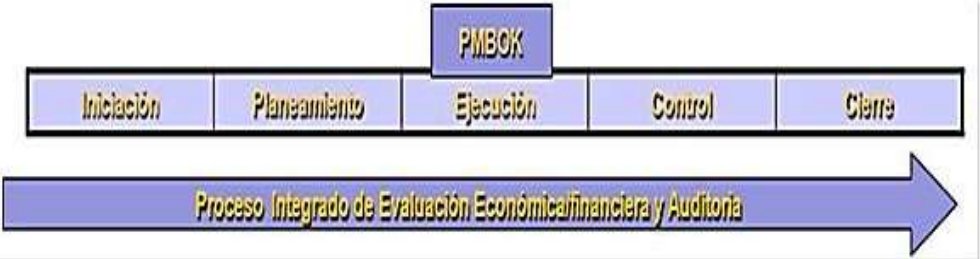 PMBOK
Iniciación Planeamiento Ejecución Control Cierre
Proceso Integrado de Evaluación Económica/financiera y Auditoria